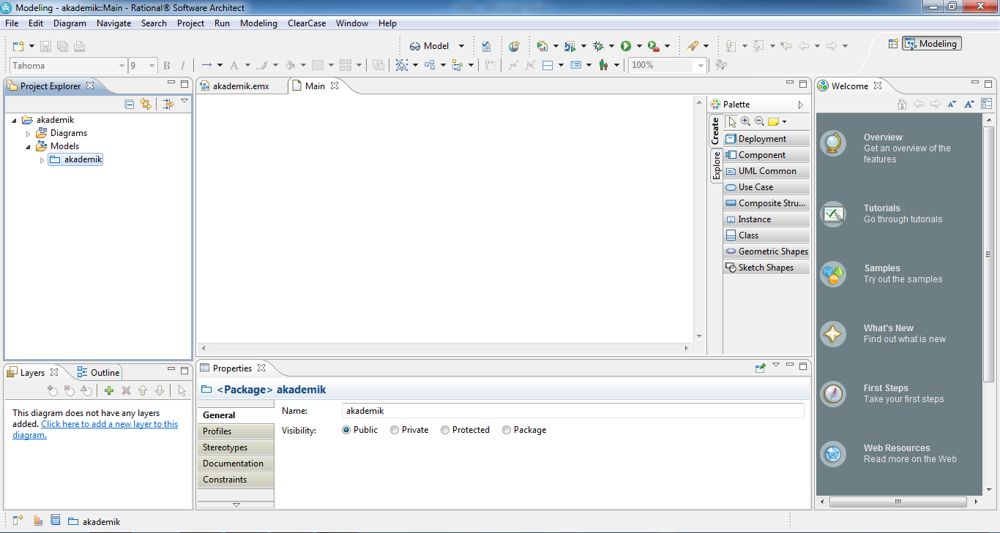 Modeling - akademik::Main - Rational® Software Architect
File Edit Diagram Navigate Search Project Run Modeling ClearCase Window Help
Model
Modeling
Tahoma 9 B I A 100%
Project Explorer
akademik
Diagrams
Models
akademik
akademik.emx Main
Palette
Create
Explore
Deployment
Component
UML Common
Use Case
Composite Stru...
Instance
Class
Geometric Shapes
Sketch Shapes
Welcome
Overview
Get an overview of the
features
Tutorials
Go through tutorials
Samples
Try out the samples
What's New
Find out what is new
First Steps
Take your first steps
Web Resources
Read more on the Web
Layers Outline
This diagram does not have any layers
added. Click here to add a new layer to this
diagram.
Properties
<Package> akademik
General
Profiles
Stereotypes
Documentation
Constraints
Name: akademik
Visibility: Public Private Protected Package
akademik